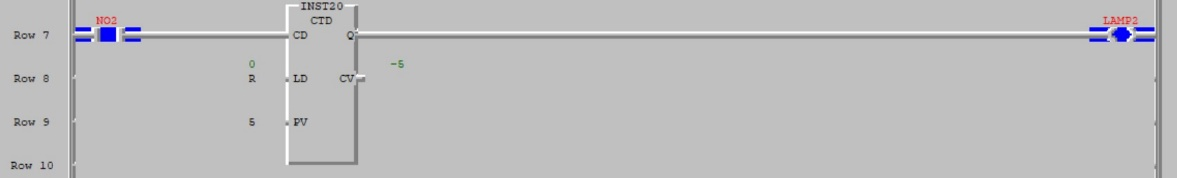 INST20
NO2 CTD LAMP2
Row 7 CD Q
0 -5
Row 8 R LD CV
Row 9 5 PV
Row 10